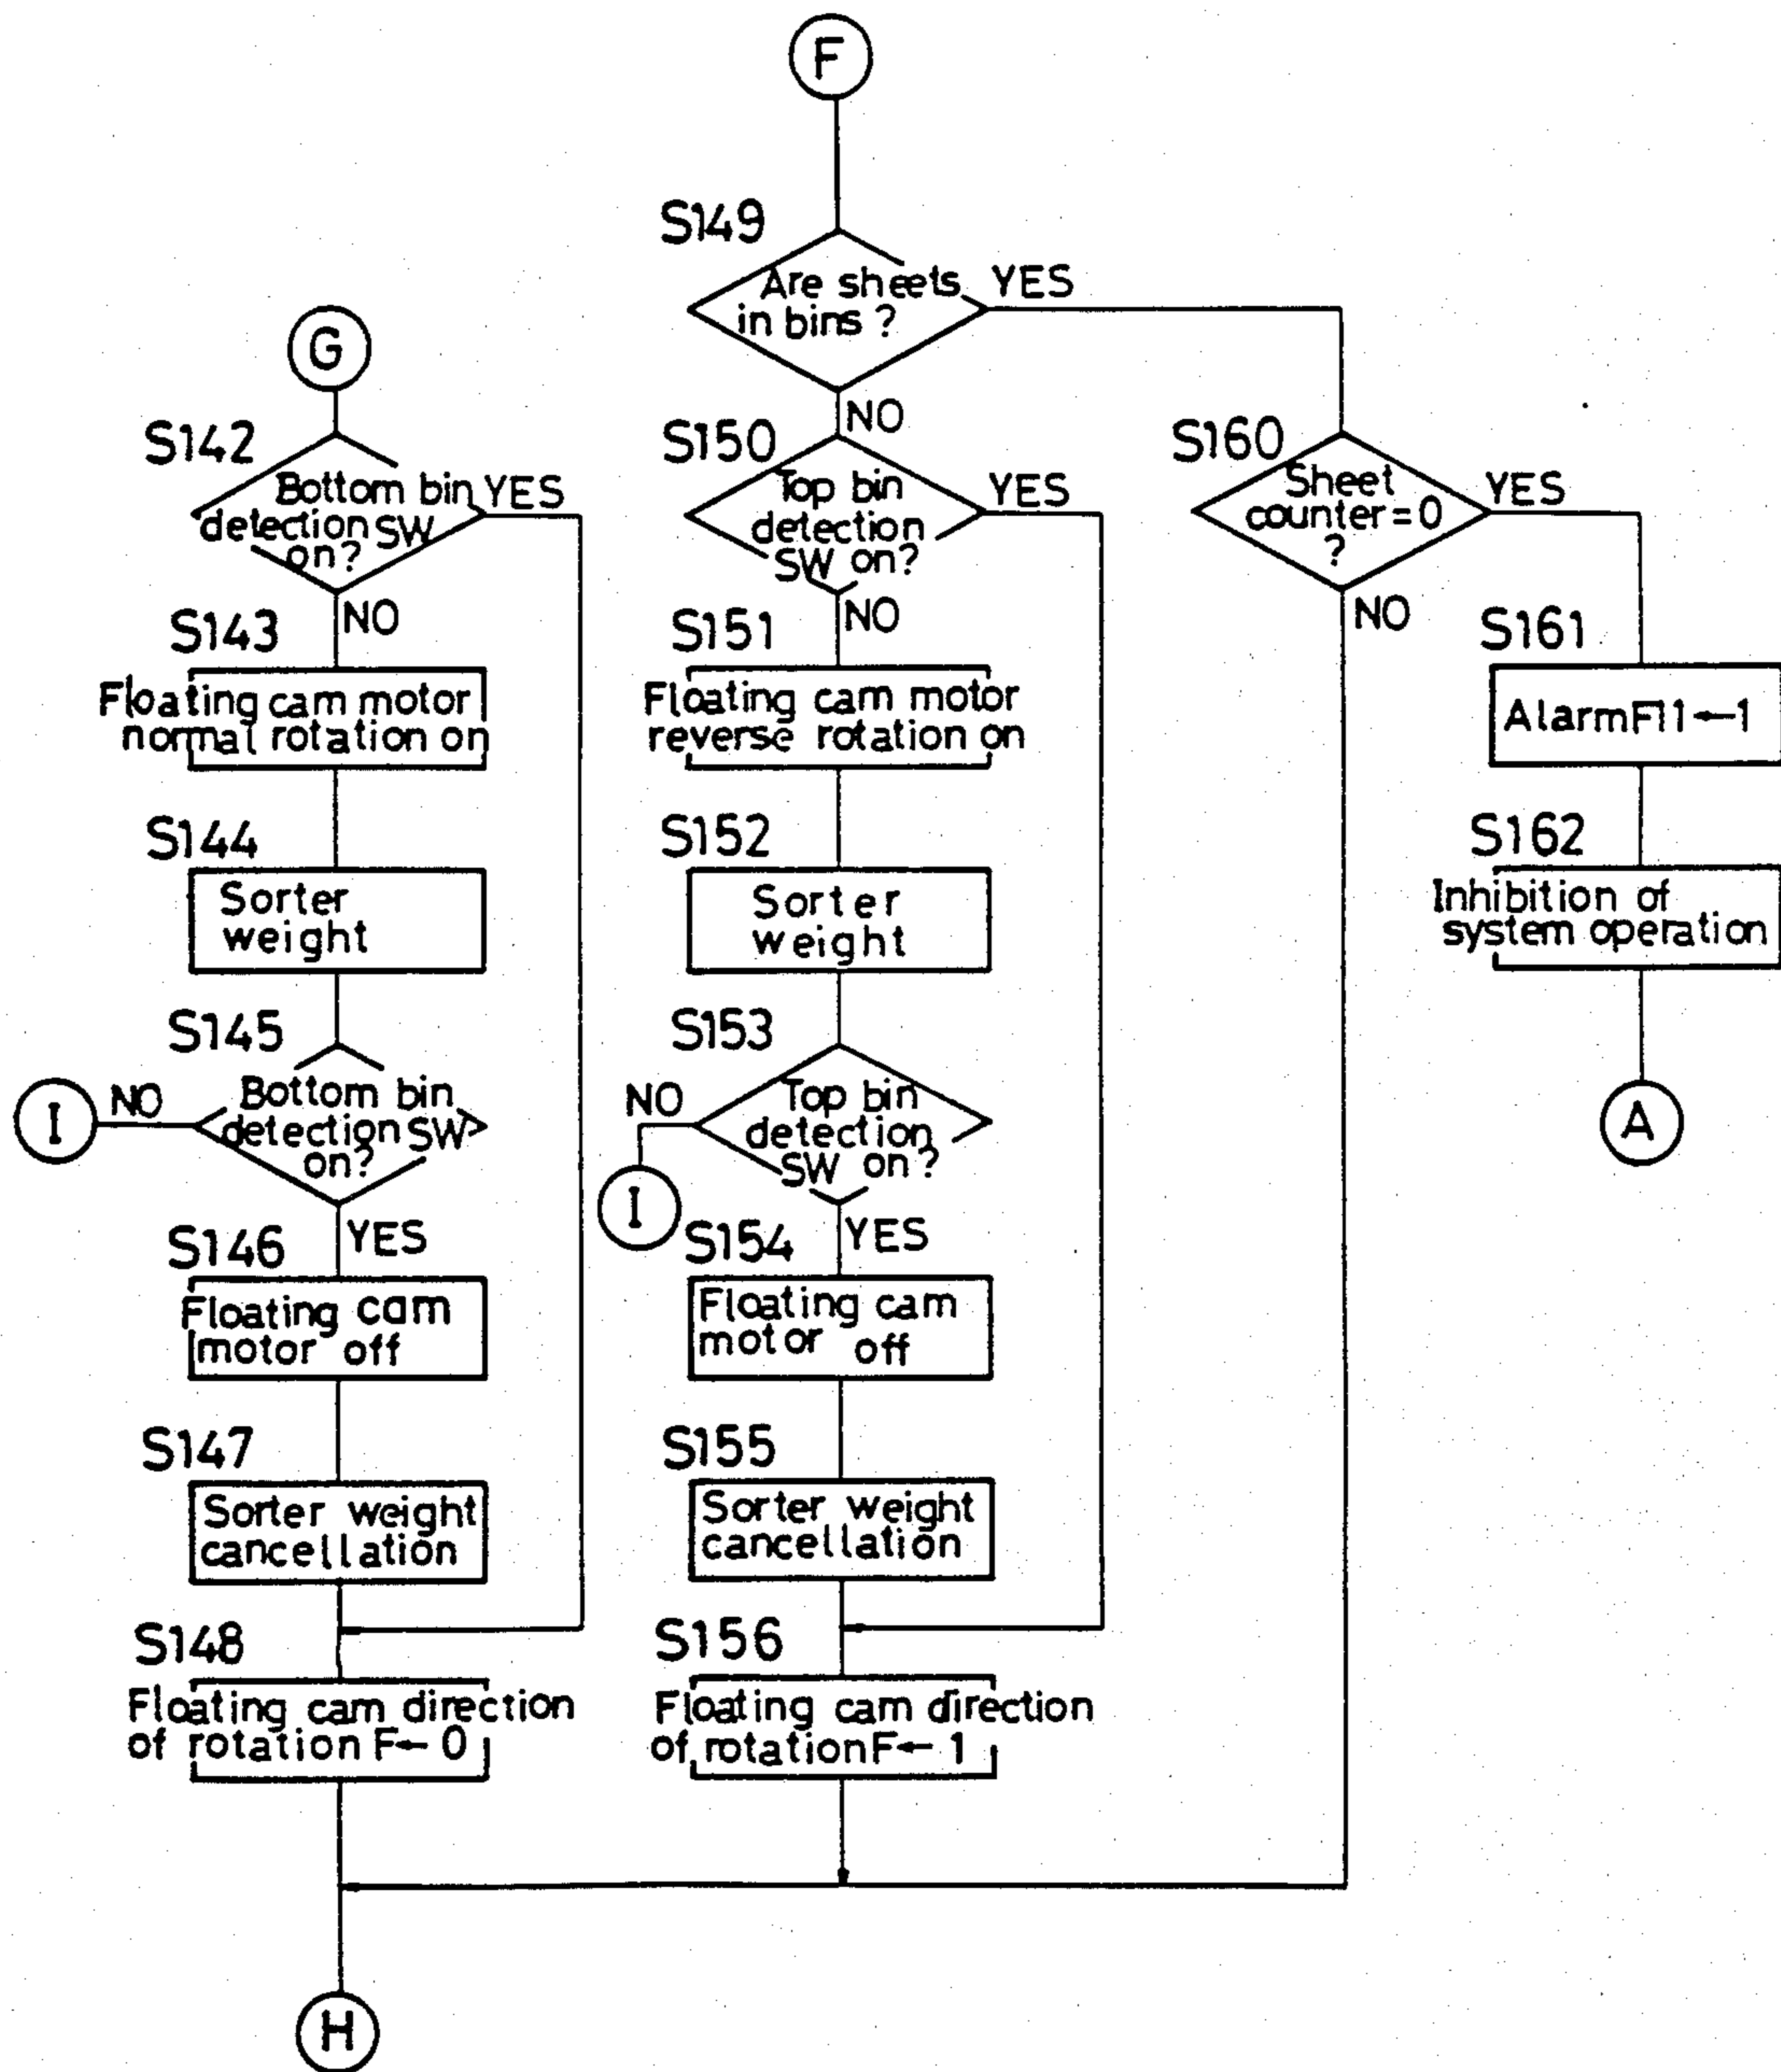 F
S149
Are sheets
in bins ?
YES
NO
G
S142
Bottom bin
detection SW
on?
YES
NO
S143
Floating cam motor
normal rotation on
S144
Sorter
weight
S145
Bottom bin
detection SW
on?
NO
I
YES
S146
Floating cam
motor off
S147
Sorter weight
cancellation
S148
Floating cam direction
of rotation F← 0
H
S150
Top bin
detection
SW on?
YES
NO
S151
Floating cam motor
reverse rotation on
S152
Sorter
weight
S153
Top bin
detection
SW on?
NO
I
YES
S154
Floating cam
motor off
S155
Sorter weight
cancellation
S156
Floating cam direction
of rotation F← 1
S160
Sheet
counter=0
?
YES
NO
S161
Alarm F11←1
S162
Inhibition of
system operation
A